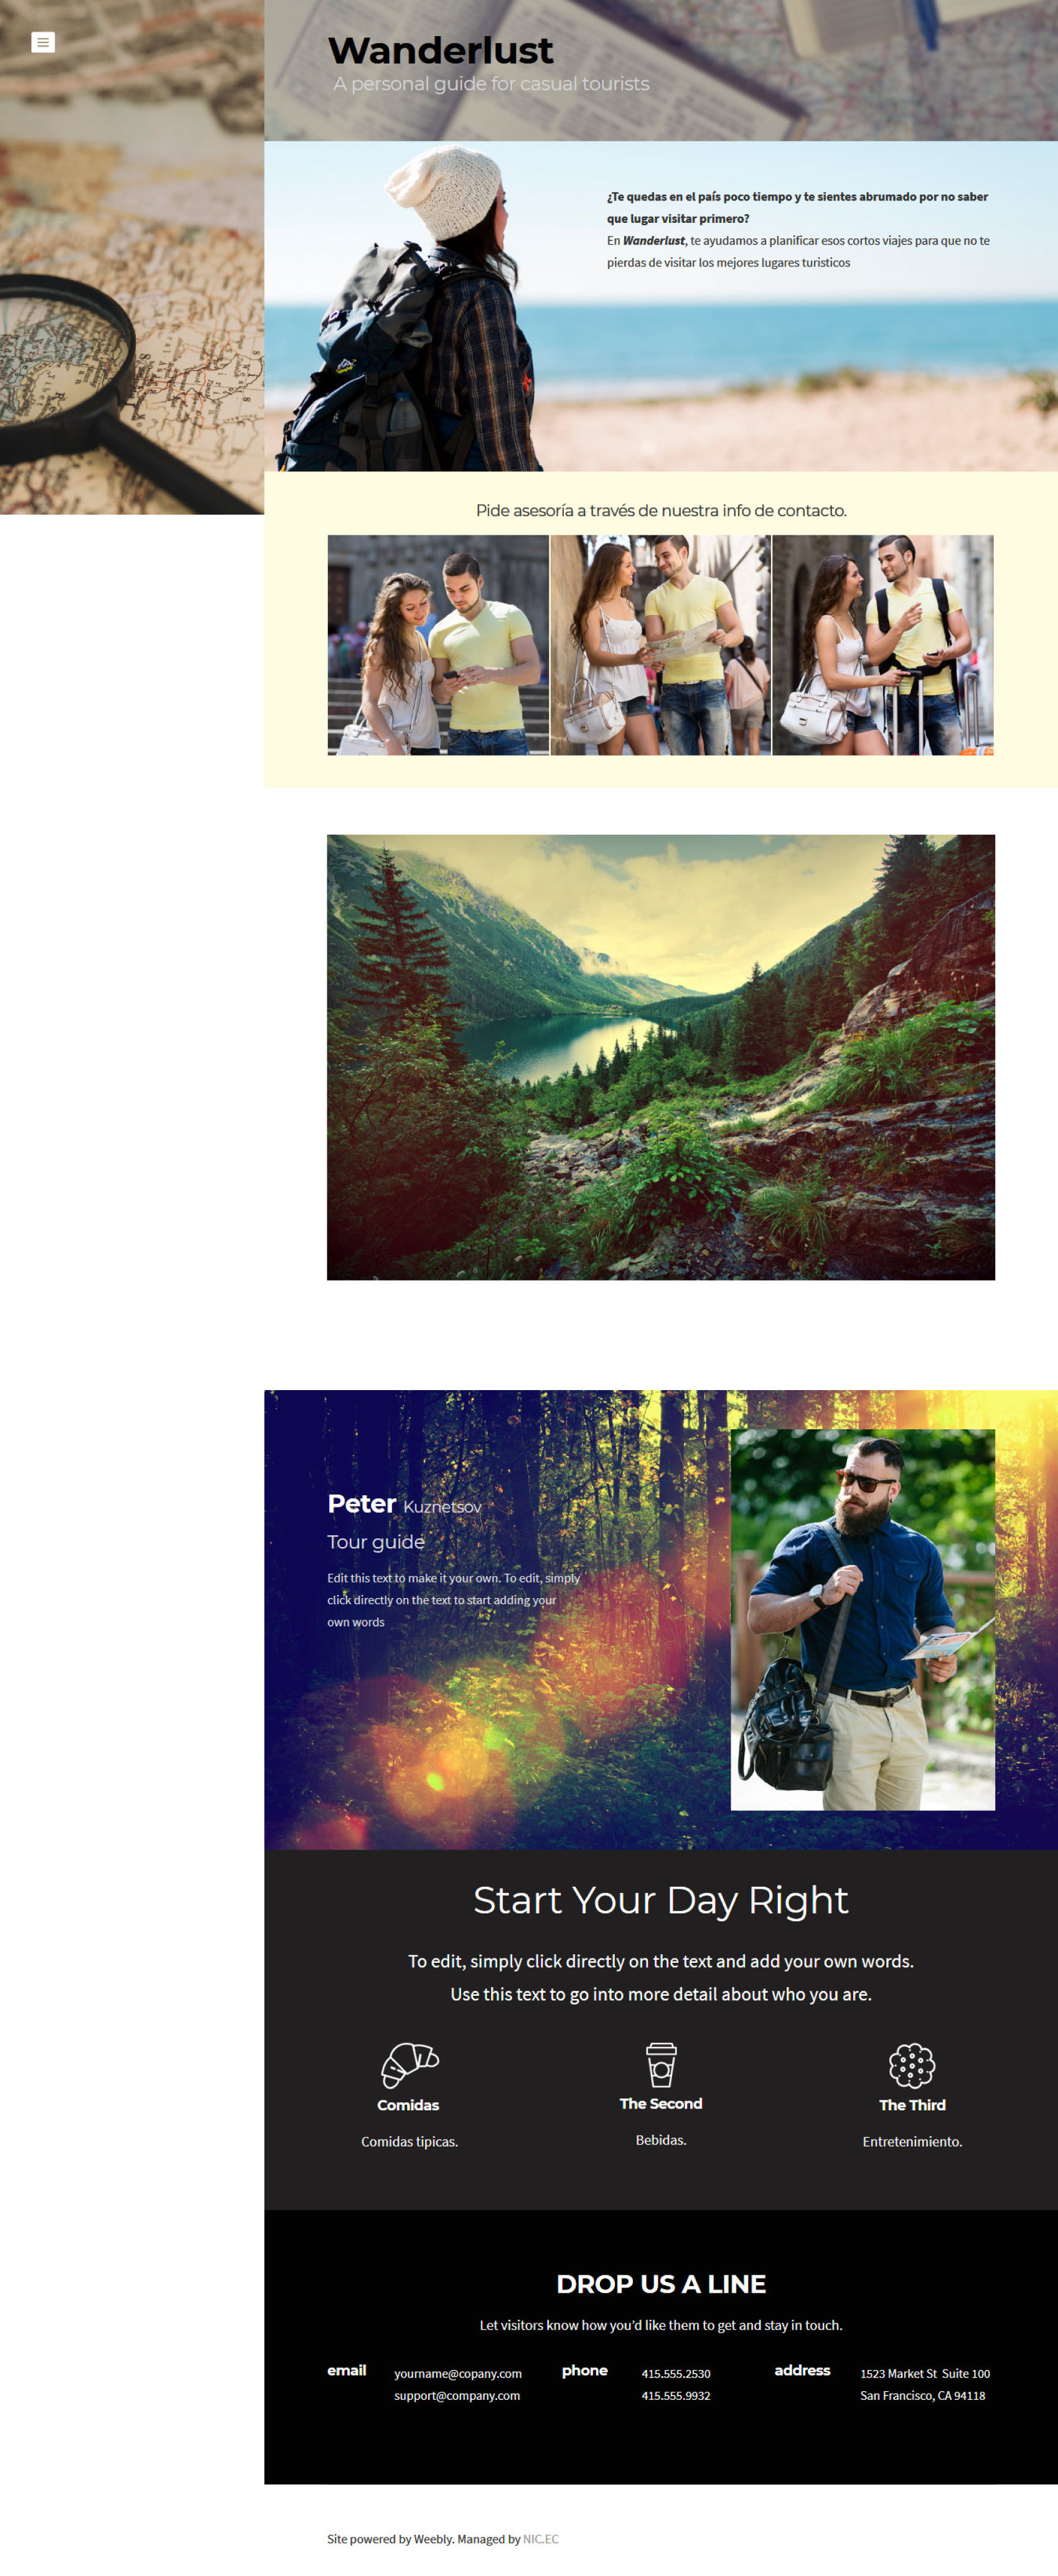 Wanderlust
A personal guide for casual tourists
¿Te quedas en el país poco tiempo y te sientes abrumado por no saber
que lugar visitar primero?
En Wanderlust, te ayudamos a planificar esos cortos viajes para que no te
pierdas de visitar los mejores lugares turisticos
Pide asesoría a través de nuestra info de contacto.
Peter Kuznetsov
Tour guide
Edit this text to make it your own. To edit, simply
click directly on the text to start adding your
own words
Start Your Day Right
To edit, simply click directly on the text and add your own words.
Use this text to go into more detail about who you are.
Comidas
The Second
The Third
Comidas tipicas.
Bebidas.
Entretenimiento.
DROP US A LINE
Let visitors know how you’d like them to get and stay in touch.
email
yourname@copany.com
support@company.com
phone
415.555.2530
415.555.9932
address
1523 Market St Suite 100
San Francisco, CA 94118
Site powered by Weebly. Managed by NIC.EC